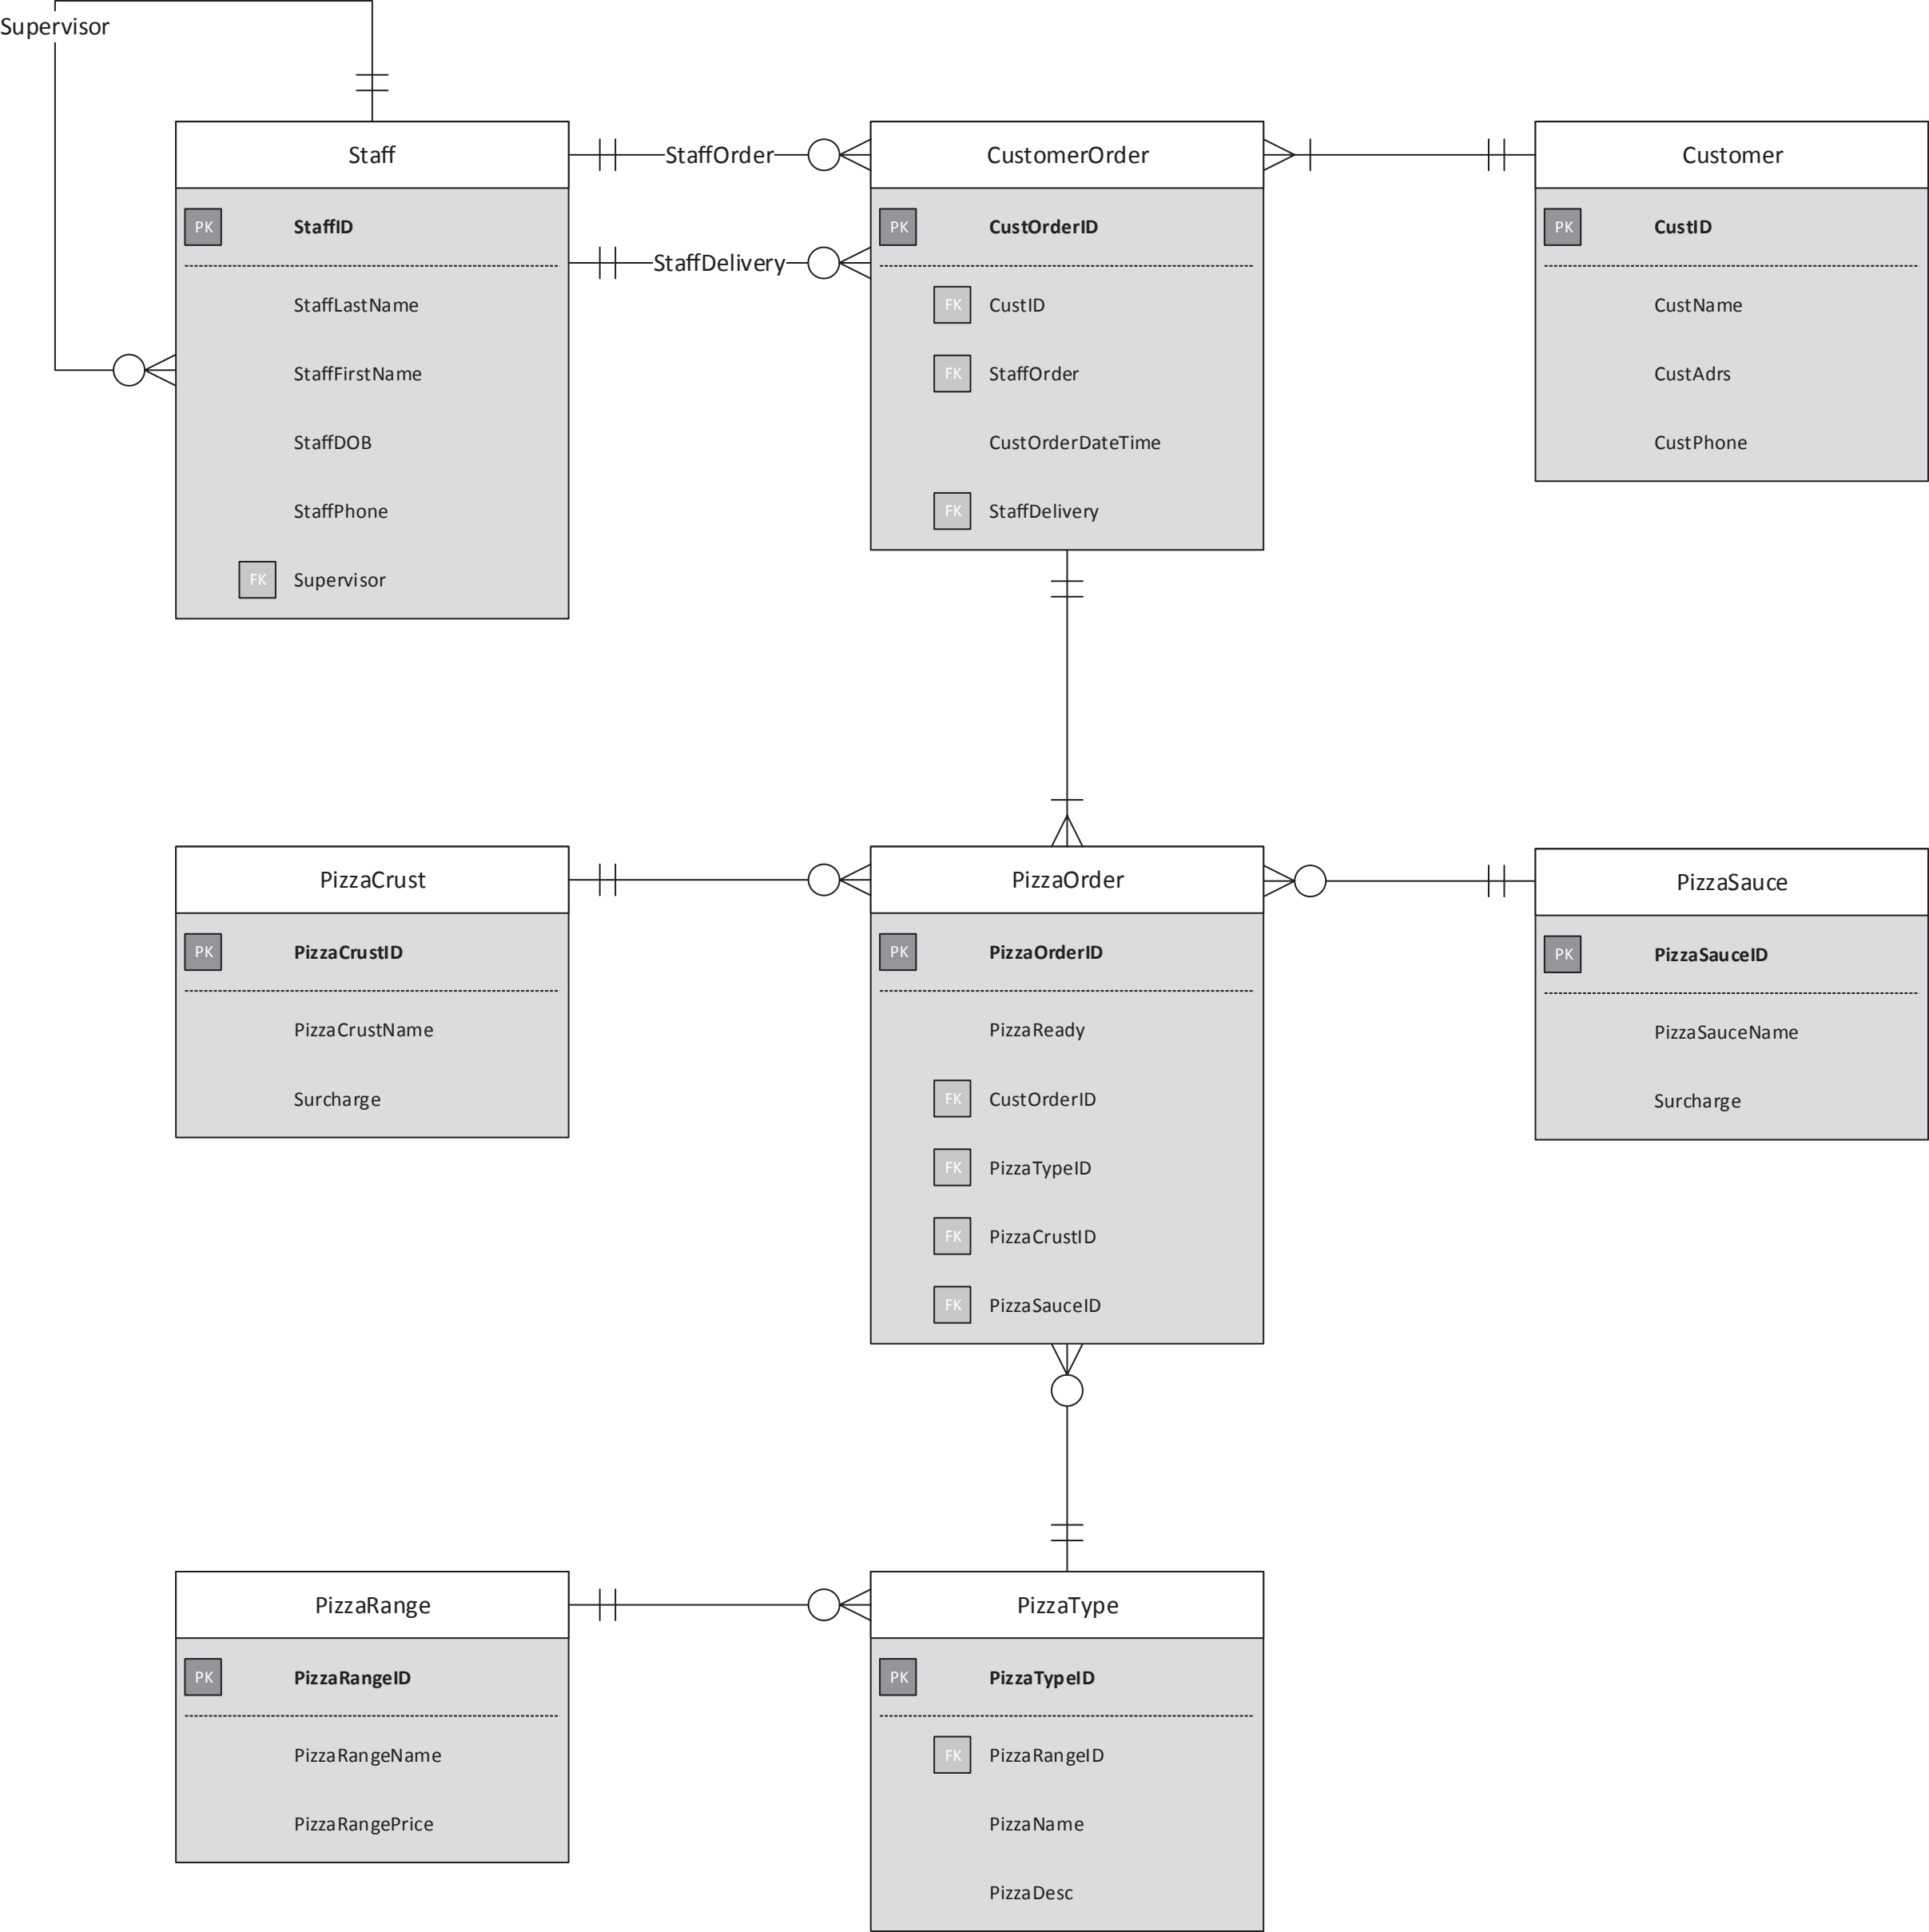 Supervisor
Staff
PK StaffID
StaffLastName
StaffFirstName
StaffDOB
StaffPhone
FK Supervisor
StaffOrder
StaffDelivery
CustomerOrder
PK CustOrderID
FK CustID
FK StaffOrder
CustOrderDateTime
FK StaffDelivery
Customer
PK CustID
CustName
CustAdrs
CustPhone
PizzaCrust
PK PizzaCrustID
PizzaCrustName
Surcharge
PizzaOrder
PK PizzaOrderID
PizzaReady
FK CustOrderID
FK PizzaTypeID
FK PizzaCrustID
FK PizzaSauceID
PizzaSauce
PK PizzaSauceID
PizzaSauceName
Surcharge
PizzaRange
PK PizzaRangeID
PizzaRangeName
PizzaRangePrice
PizzaType
PK PizzaTypeID
FK PizzaRangeID
PizzaName
PizzaDesc